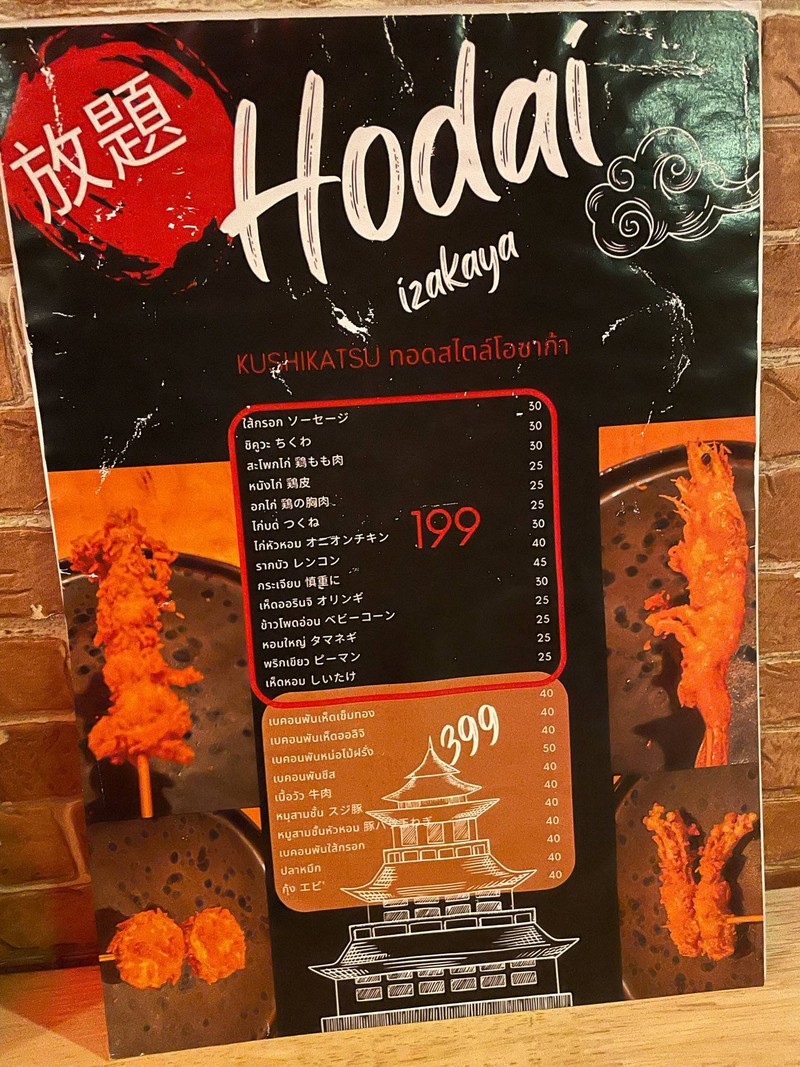 放題
Hodai
izakaya
KUSHIKATSU ทอดสไตล์โอซาก้า
ไส้กรอก ソーセージ 30
ชิคูวะ ちくわ 30
สะโพกไก่ 鶏もも肉 30
หนังไก่ 鶏皮 25
อกไก่ 鶏の胸肉 25
ไก่บด つくね 25
199
ไก่หัวหอม オニオンチキン 30
รากบัว レンコン 40
กระเจียบ 慎重に 45
เห็ดออรินจิ オリンギ 30
ข้าวโพดอ่อน ベビーコーン 25
หอมใหญ่ タマネギ 25
พริกเขียว ピーマン 25
เห็ดหอม しいたけ 25
เบคอนพันเห็ดเข็มทอง 40
เบคอนพันเห็ดออลิจิ 40
399
เบคอนพันหน่อไม้ฝรั่ง 40
เบคอนพันชีส 50
เนื้อวัว 牛肉 40
หมูสามชั้น スジ豚 40
หมูสามชั้นหัวหอม 豚バラ玉ねぎ 40
เบคอนพันไส้กรอก 40
ปลาหมึก 40
กุ้ง エビ 40